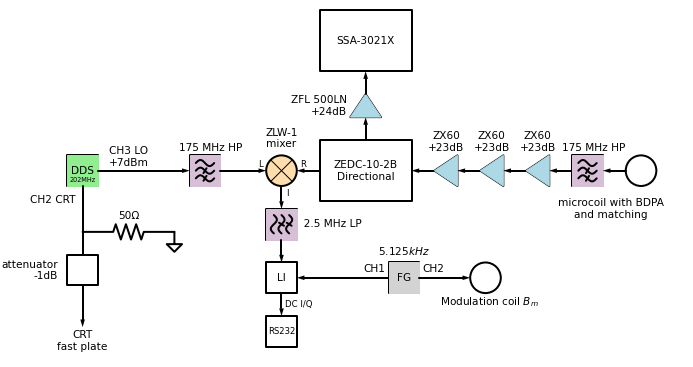 SSA-3021X
ZFL 500LN
+24dB
ZLW-1
mixer
ZX60
+23dB
ZX60
+23dB
ZX60
+23dB
175 MHz HP
CH3 LO
+7dBm
175 MHz HP
DDS
202MHz
L
R
I
ZEDC-10-2B
Directional
CH2 CRT
microcoil with BDPA
and matching
50Ω
2.5 MHz LP
5.125kHz
attenuator
-1dB
LI
CH1
FG
CH2
Modulation coil Bm
DC I/Q
RS232
CRT
fast plate